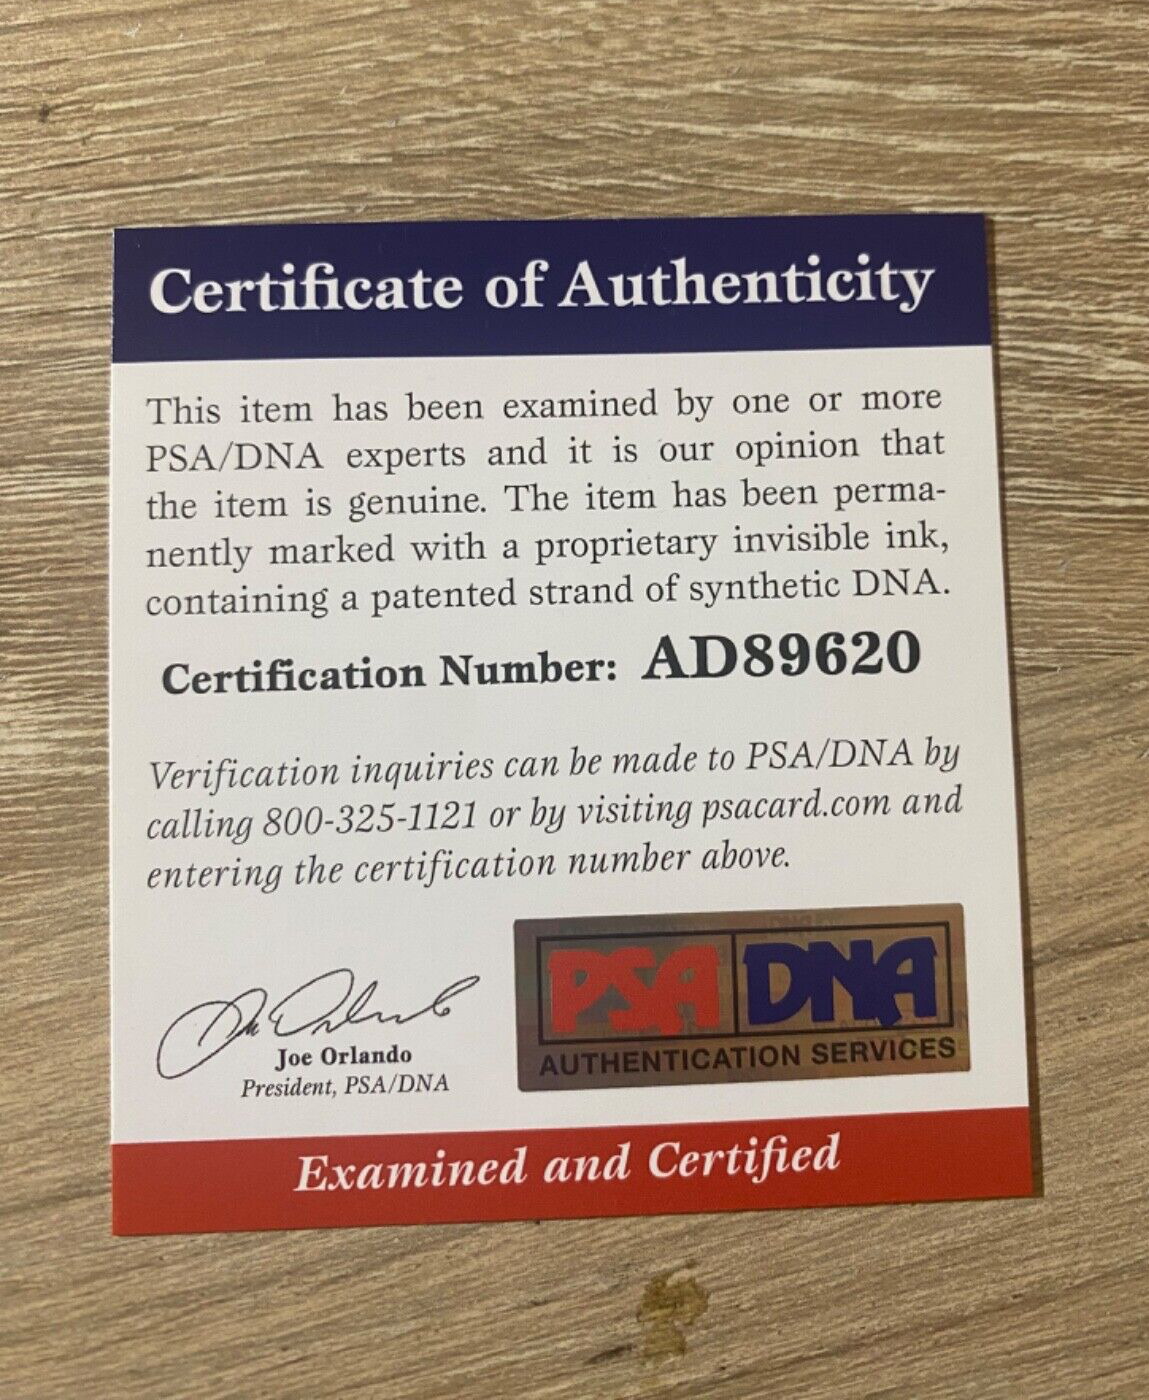 Certificate of Authenticity
This item has been examined by one or more
PSA/DNA experts and it is our opinion that
the item is genuine. The item has been perma-
nently marked with a proprietary invisible ink,
containing a patented strand of synthetic DNA.
Certification Number: AD89620
Verification inquiries can be made to PSA/DNA by
calling 800-325-1121 or by visiting psacard.com and
entering the certification number above.
Joe Orlando
President, PSA/DNA
PSA DNA
AUTHENTICATION SERVICES
Examined and Certified